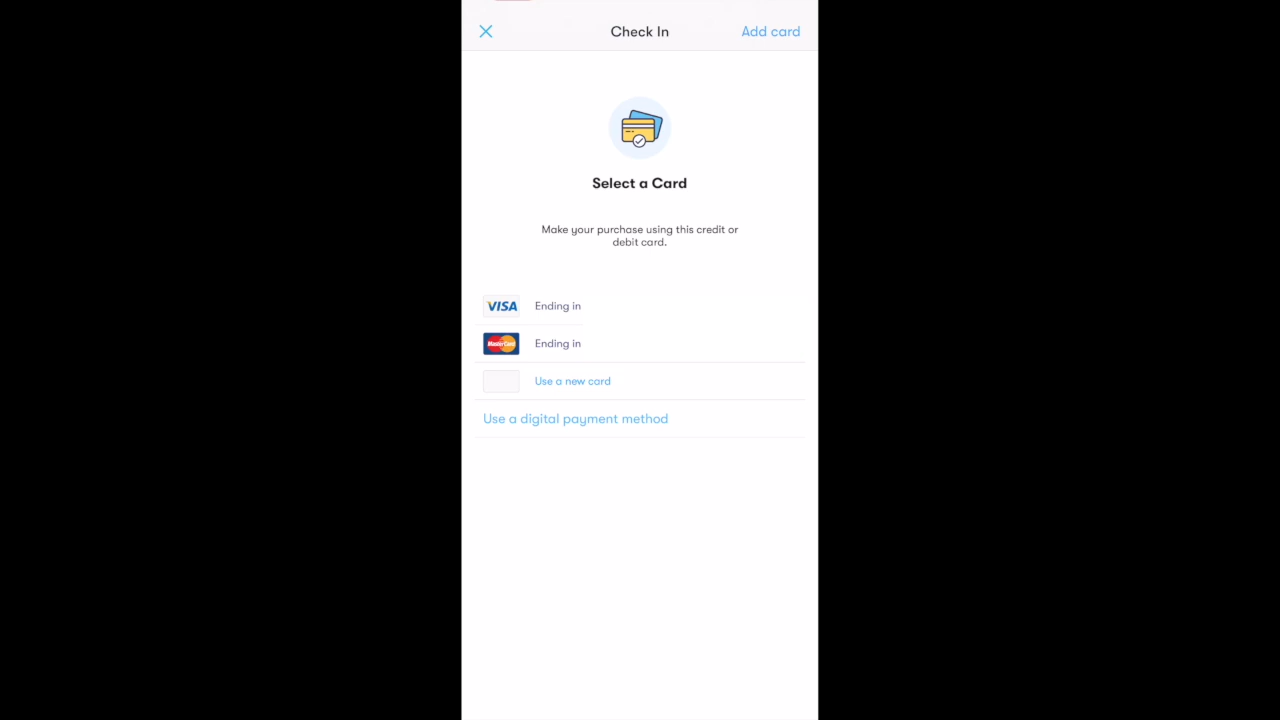 Check In
Add card
Select a Card
Make your purchase using this credit or
debit card.
VISA Ending in
MasterCard Ending in
Use a new card
Use a digital payment method